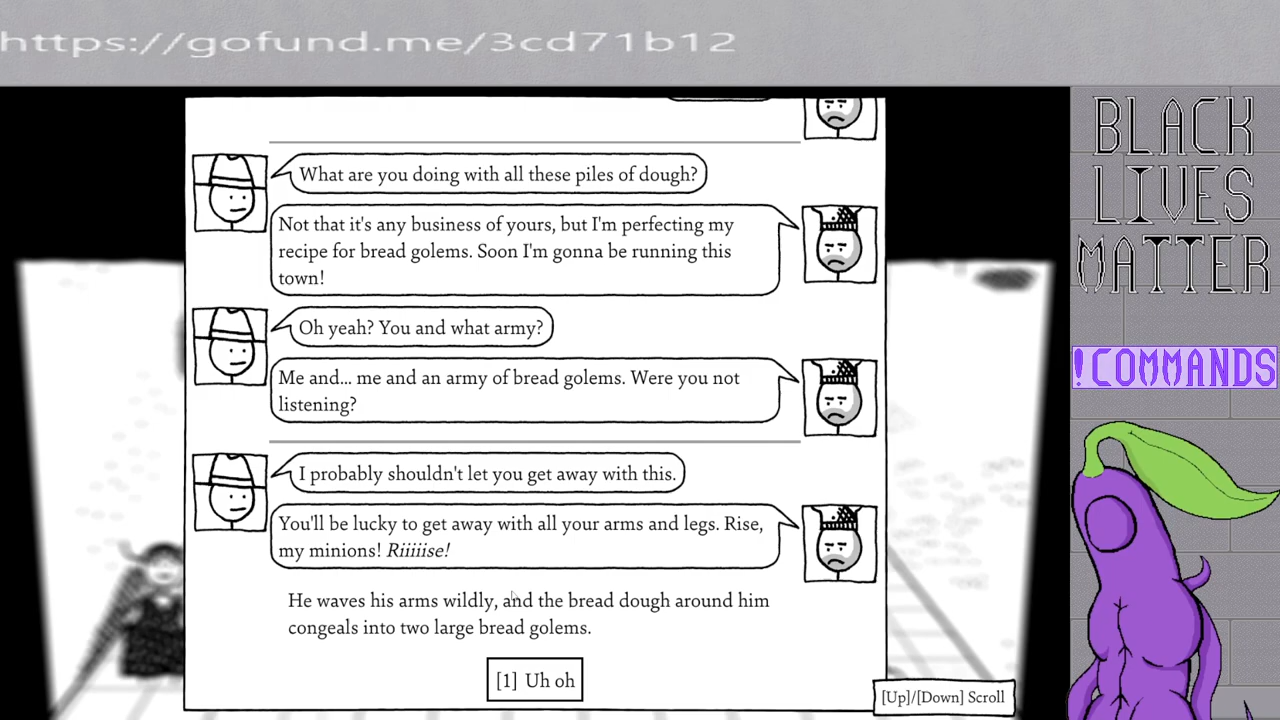 https://gofund.me/3cd71b12
BLACK
LIVES
MATTER
What are you doing with all these piles of dough?
Not that it's any business of yours, but I'm perfecting my
recipe for bread golems. Soon I'm gonna be running this
town!
Oh yeah? You and what army?
Me and... me and an army of bread golems. Were you not
listening?
!COMMANDS
I probably shouldn't let you get away with this.
You'll be lucky to get away with all your arms and legs. Rise,
my minions! Riiiiise!
He waves his arms wildly, and the bread dough around him
congeals into two large bread golems.
[1] Uh oh
[Up]/[Down] Scroll